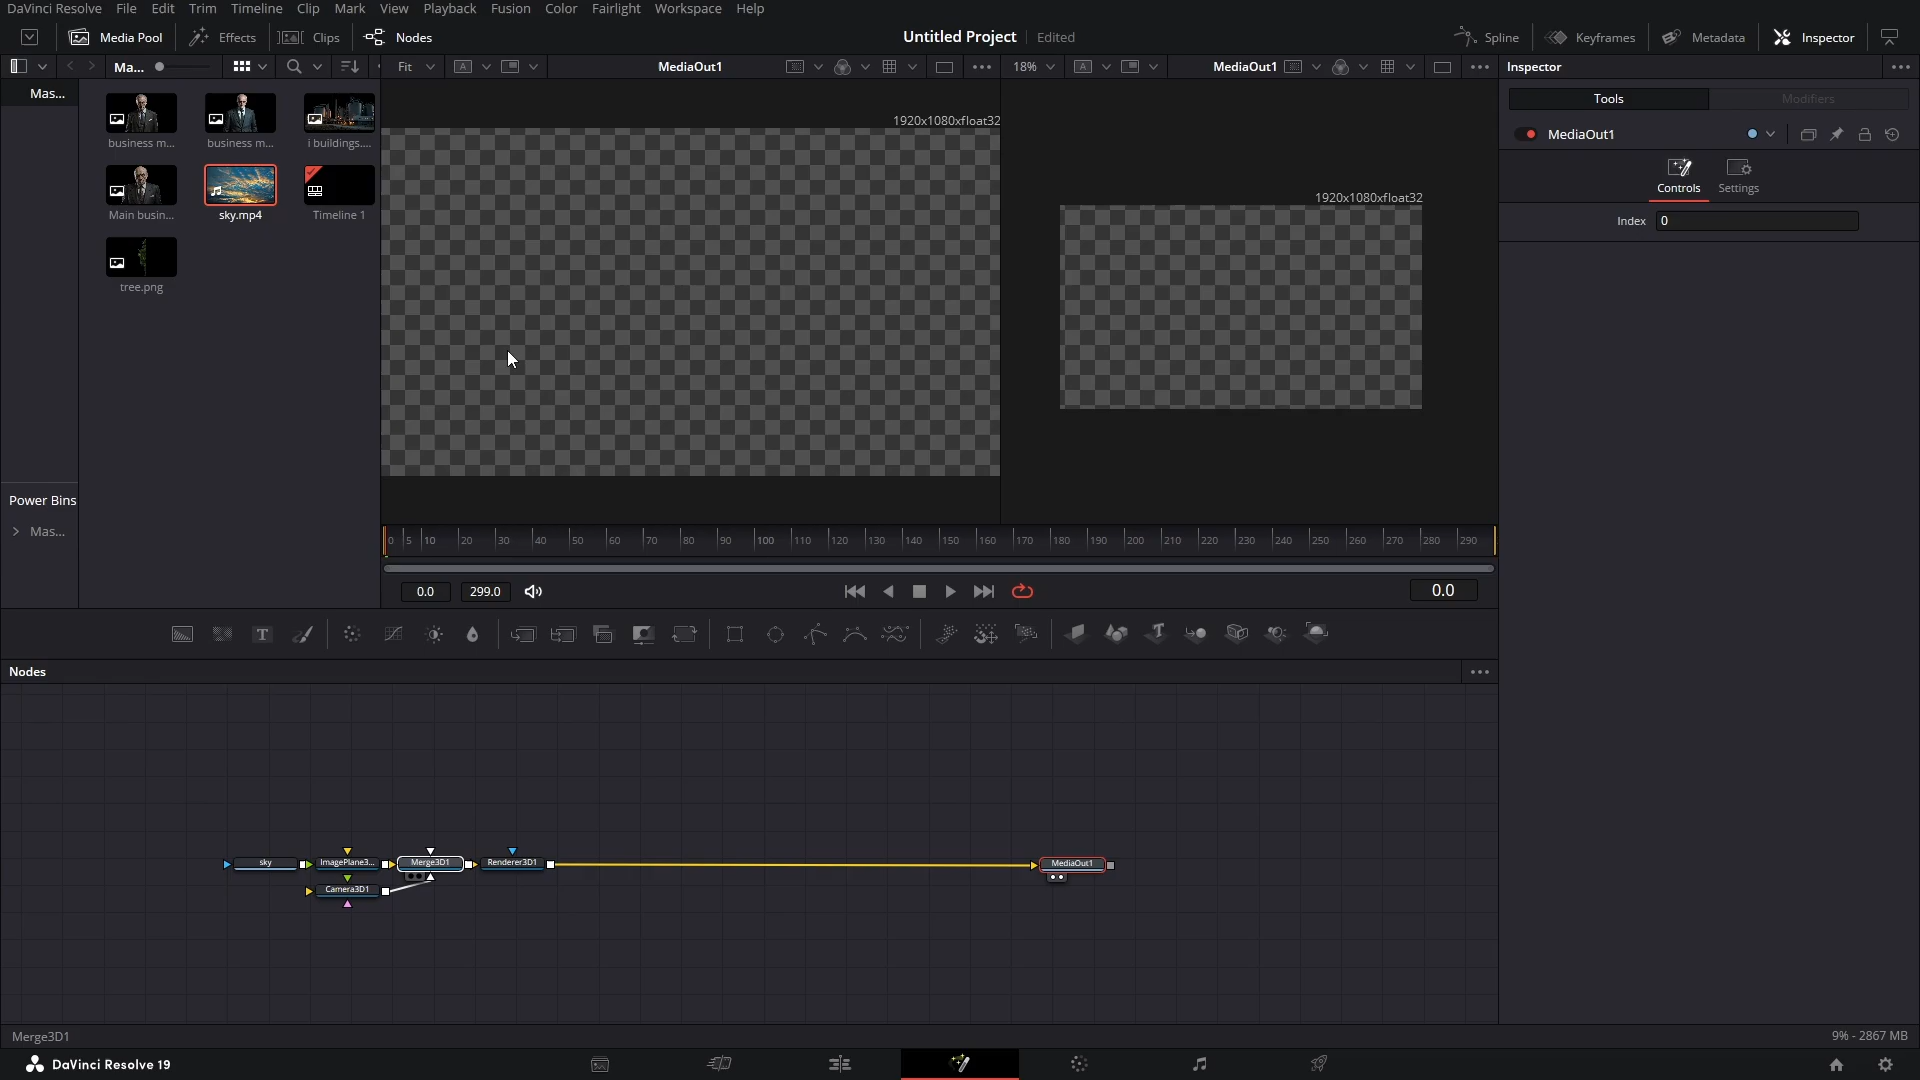 DaVinci Resolve File Edit Trim Timeline Clip Mark View Playback Fusion Color Fairlight Workspace Help
Media Pool Effects Clips Nodes Untitled Project Edited Spline Keyframes Metadata Inspector
Ma... Fit A MediaOut1 18% A MediaOut1 Inspector
Mas...
Tools Modifiers
1920x1080xfloat32
MediaOut1
business m... business m... i buildings....
Controls Settings
1920x1080xfloat32
Main busin... sky.mp4 Timeline 1
Index 0
tree.png
Power Bins
Mas...
0 5 10 20 30 40 50 60 70 80 90 100 110 120 130 140 150 160 170 180 190 200 210 220 230 240 250 260 270 280 290
0.0 299.0 0.0
T T
Nodes
sky ImagePlane3... Merge3D1 Renderer3D1 MediaOut1
Camera3D1
Merge3D1 9% - 2867 MB
DaVinci Resolve 19